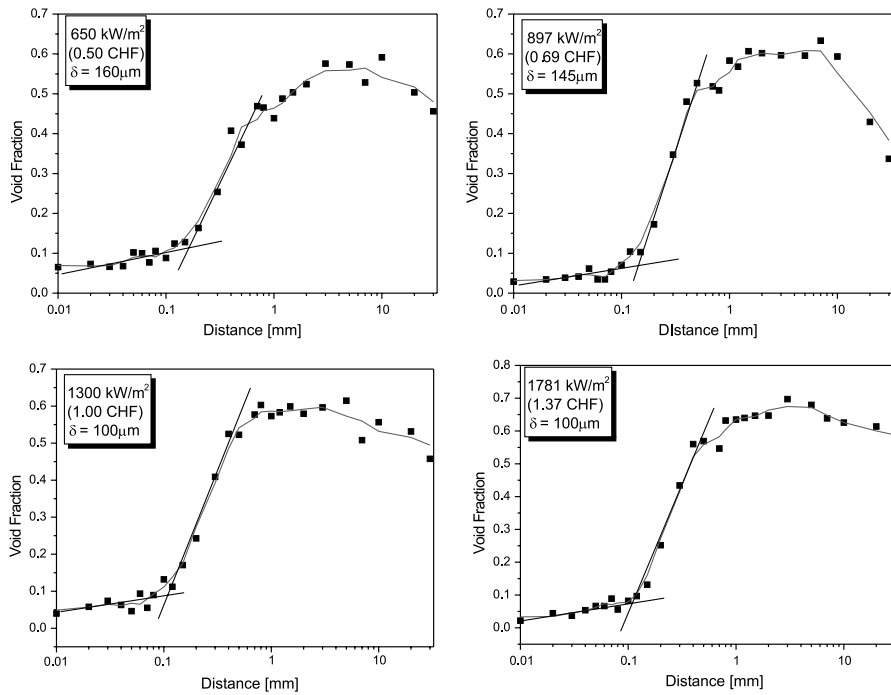 650 kW/m²
(0.50 CHF)
δ = 160μm
0.7
0.6
0.5
0.4
0.3
0.2
0.1
0.0
Void Fraction
0.01
0.1
1
10
Distance [mm]
897 kW/m²
(0.69 CHF)
δ = 145μm
0.7
0.6
0.5
0.4
0.3
0.2
0.1
0.0
Void Fraction
0.01
0.1
1
10
DIstance [mm]
1300 kW/m²
(1.00 CHF)
δ = 100μm
0.7
0.6
0.5
0.4
0.3
0.2
0.1
0.0
Void Fraction
0.01
0.1
1
10
Distance [mm]
1781 kW/m²
(1.37 CHF)
δ = 100μm
0.8
0.7
0.6
0.5
0.4
0.3
0.2
0.1
0.0
Void Fraction
0.01
0.1
1
10
Distance [mm]